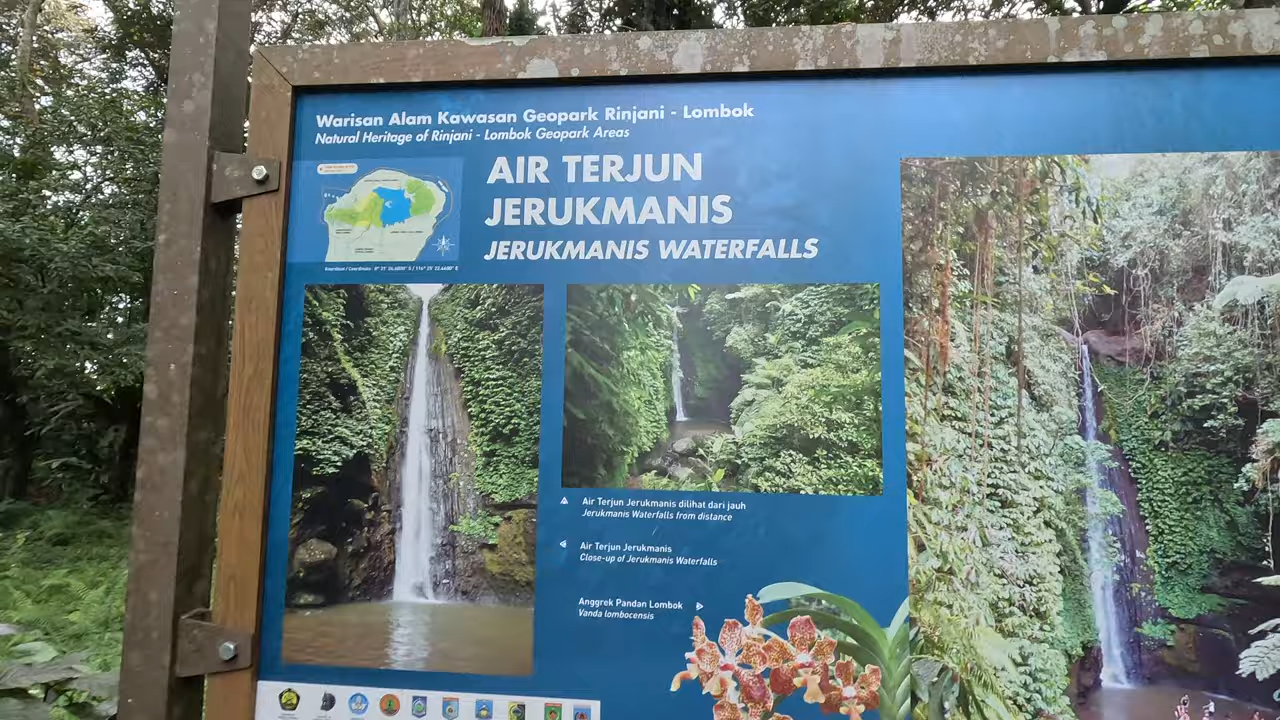 Warisan Alam Kawasan Geopark Rinjani - Lombok
Natural Heritage of Rinjani - Lombok Geopark Areas
AIR TERJUN
JERUKMANIS
JERUKMANIS WATERFALLS
Air Terjun Jerukmanis dilihat dari jauh
Jerukmanis Waterfalls from distance
Air Terjun Jerukmanis
Close-up of Jerukmanis Waterfalls
Anggrek Pandan Lombok
Vanda lombocensis